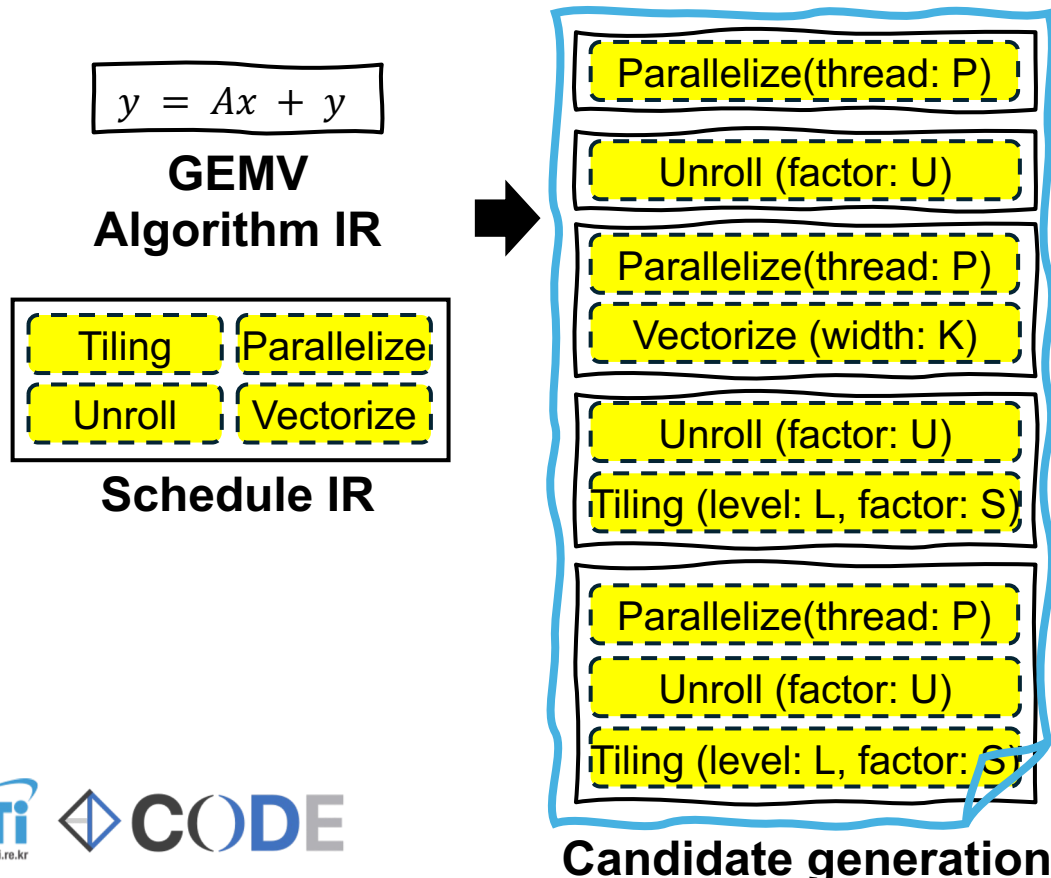 y = Ax + y
GEMV
Algorithm IR
Tiling
Parallelize
Unroll
Vectorize
Schedule IR
Parallelize(thread: P)
Unroll (factor: U)
Parallelize(thread: P)
Vectorize (width: K)
Unroll (factor: U)
Tiling (level: L, factor: S)
Parallelize(thread: P)
Unroll (factor: U)
Tiling (level: L, factor: S)
Candidate generation
CODE